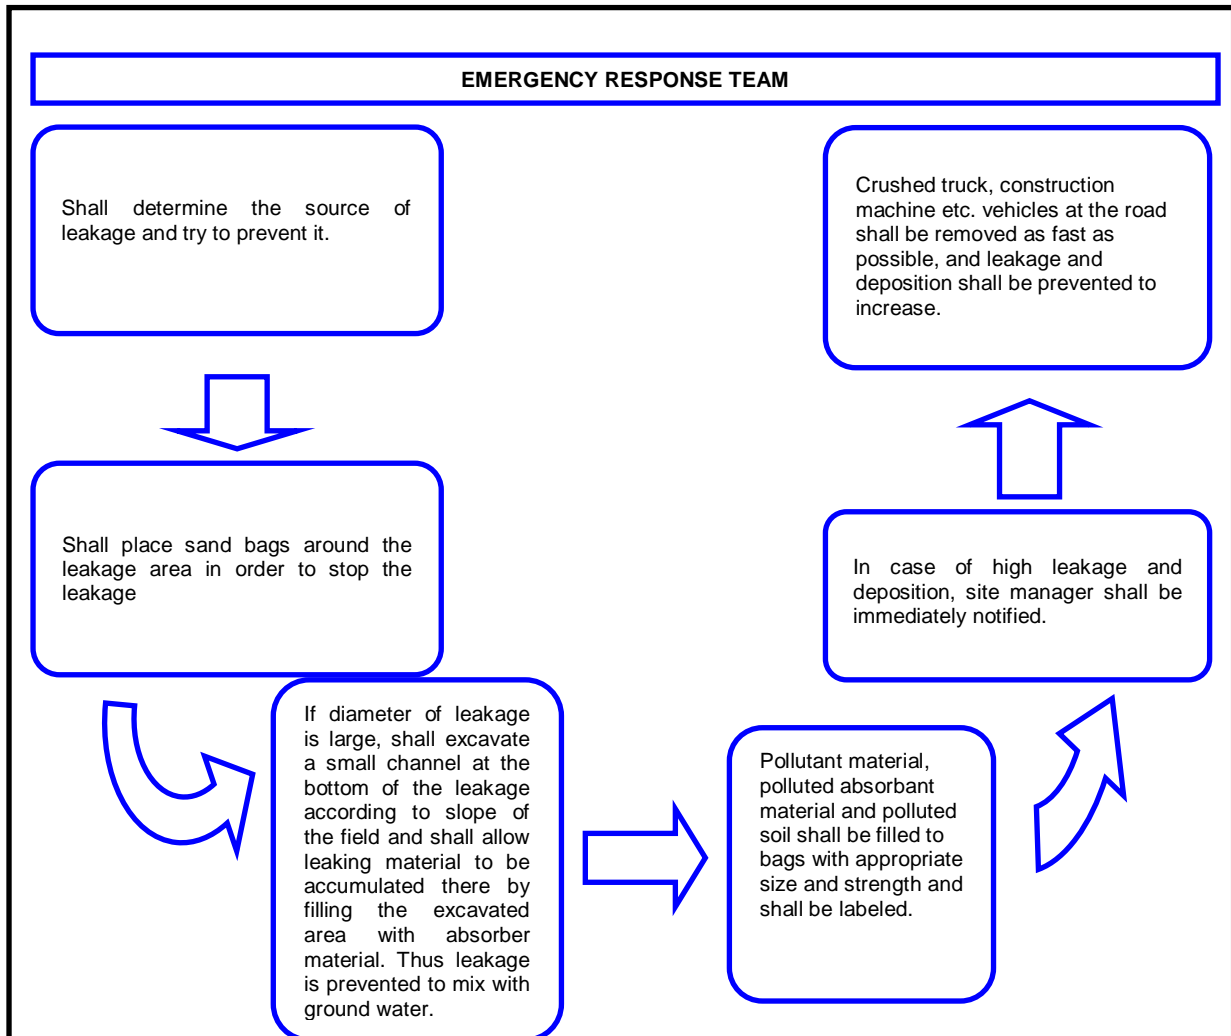 EMERGENCY RESPONSE TEAM
Shall determine the source of
leakage and try to prevent it.
Shall place sand bags around the
leakage area in order to stop the
leakage
If diameter of leakage
is large, shall excavate
a small channel at the
bottom of the leakage
according to slope of
the field and shall allow
leaking material to be
accumulated there by
filling the excavated
area with absorber
material. Thus leakage
is prevented to mix with
ground water.
Pollutant material,
polluted absorbant
material and polluted
soil shall be filled to
bags with appropriate
size and strength and
shall be labeled.
In case of high leakage and
deposition, site manager shall be
immediately notified.
Crushed truck, construction
machine etc. vehicles at the road
shall be removed as fast as
possible, and leakage and
deposition shall be prevented to
increase.